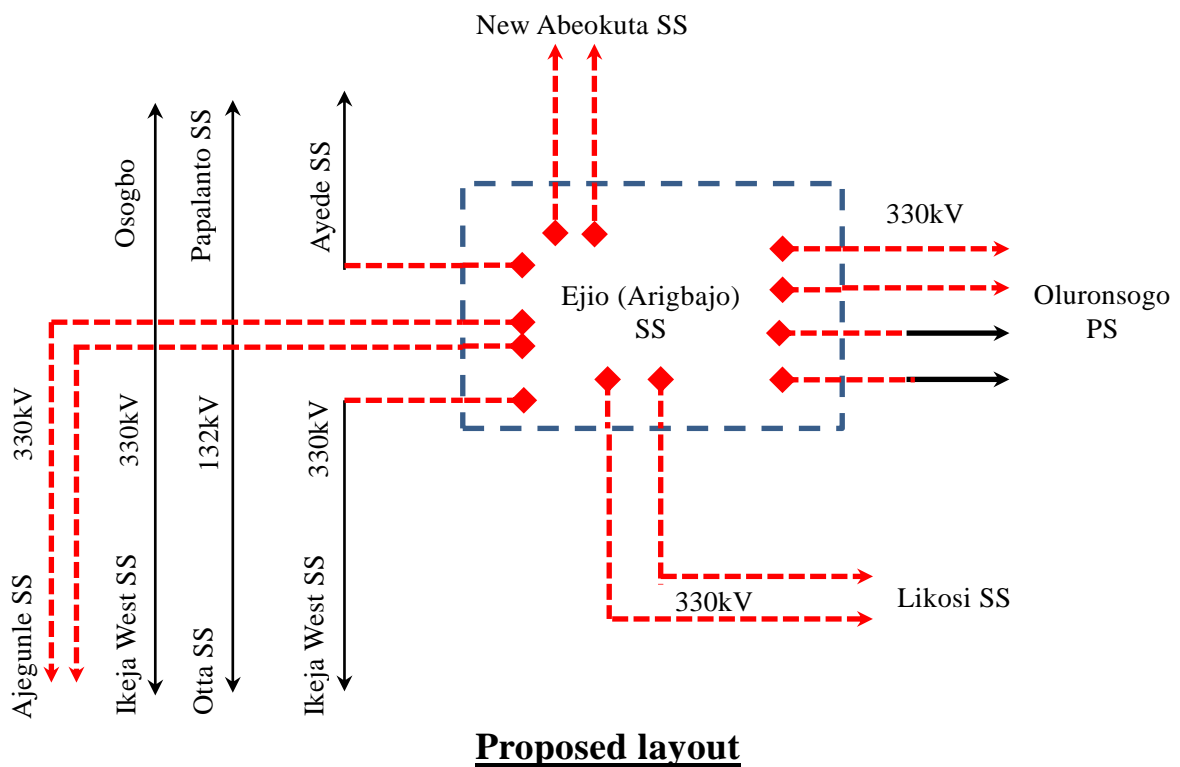 New Abeokuta SS
Osogbo
Papalanto SS
Ayede SS
330kV
Ejio (Arigbajo)
SS
Oluronsogo
PS
330kV
330kV
132kV
330kV
Ajegunle SS
Ikeja West SS
Otta SS
Ikeja West SS
330kV
Likosi SS
Proposed layout